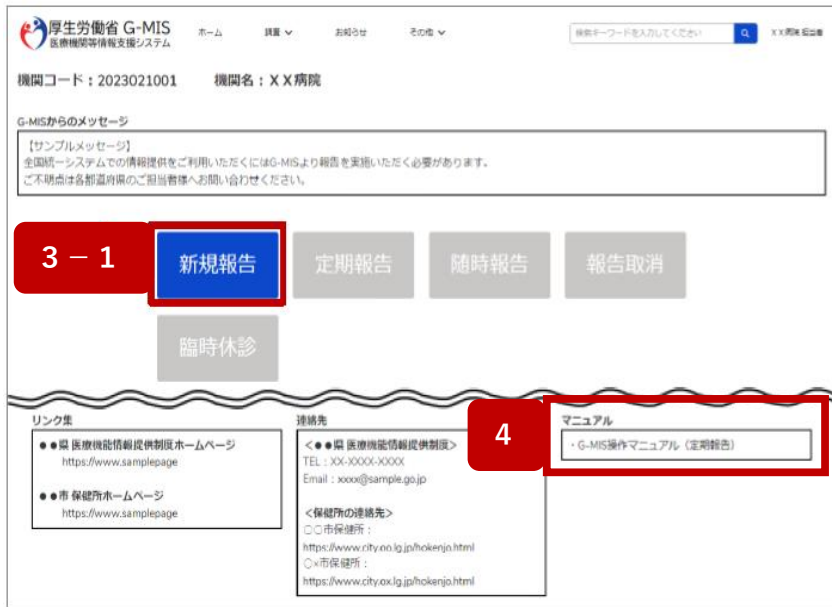 厚生労働省 G-MIS
医療機関等情報支援システム
ホーム
調査
お知らせ
その他
検索キーワードを入力してください
XX病院 担当者
機関コード：2023021001 機関名：ＸＸ病院
G-MISからのメッセージ
【サンプルメッセージ】
全国統一システムでの情報提供をご利用いただくにはG-MISより報告を実施いただく必要があります。
ご不明点は各都道府県のご担当者様へお問い合わせください。
３－１
新規報告
定期報告
随時報告
報告取消
臨時休診
リンク集
●●県 医療機能情報提供制度ホームページ
https://www.samplepage
●●市 保健所ホームページ
https://www.samplepage
連絡先
＜●●県 医療機能情報提供制度＞
TEL：XX-XXXX-XXXX
Email：xxxx@sample.go.jp
＜保健所の連絡先＞
○○市保健所：
https://www.city.oo.lg.jp/hokenjo.html
○×市保健所：
https://www.city.ox.lg.jp/hokenjo.html
4
マニュアル
・G-MIS操作マニュアル（定期報告）